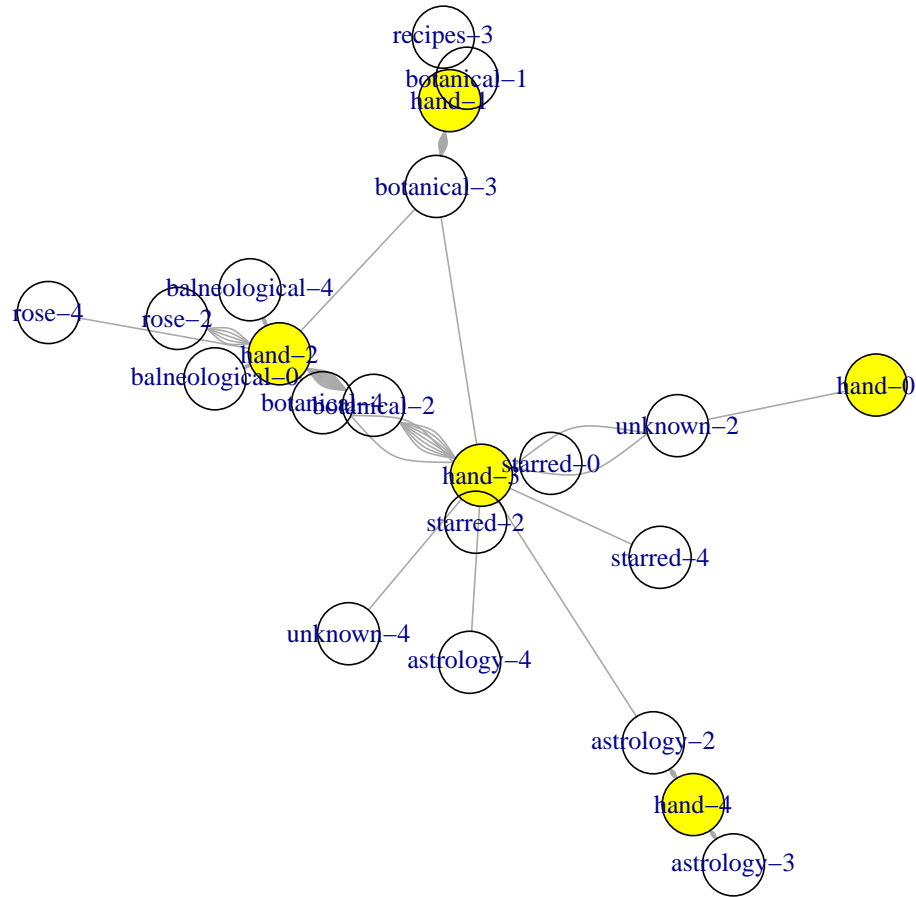 recipes–3
botanical–1
hand–1
botanical–3
balneological–4
rose–4
rose–2
hand–2
balneological–0
hand–0
botanical–4
botanical–2
unknown–2
starred–0
hand–3
starred–2
starred–4
unknown–4
astrology–4
astrology–2
hand–4
astrology–3